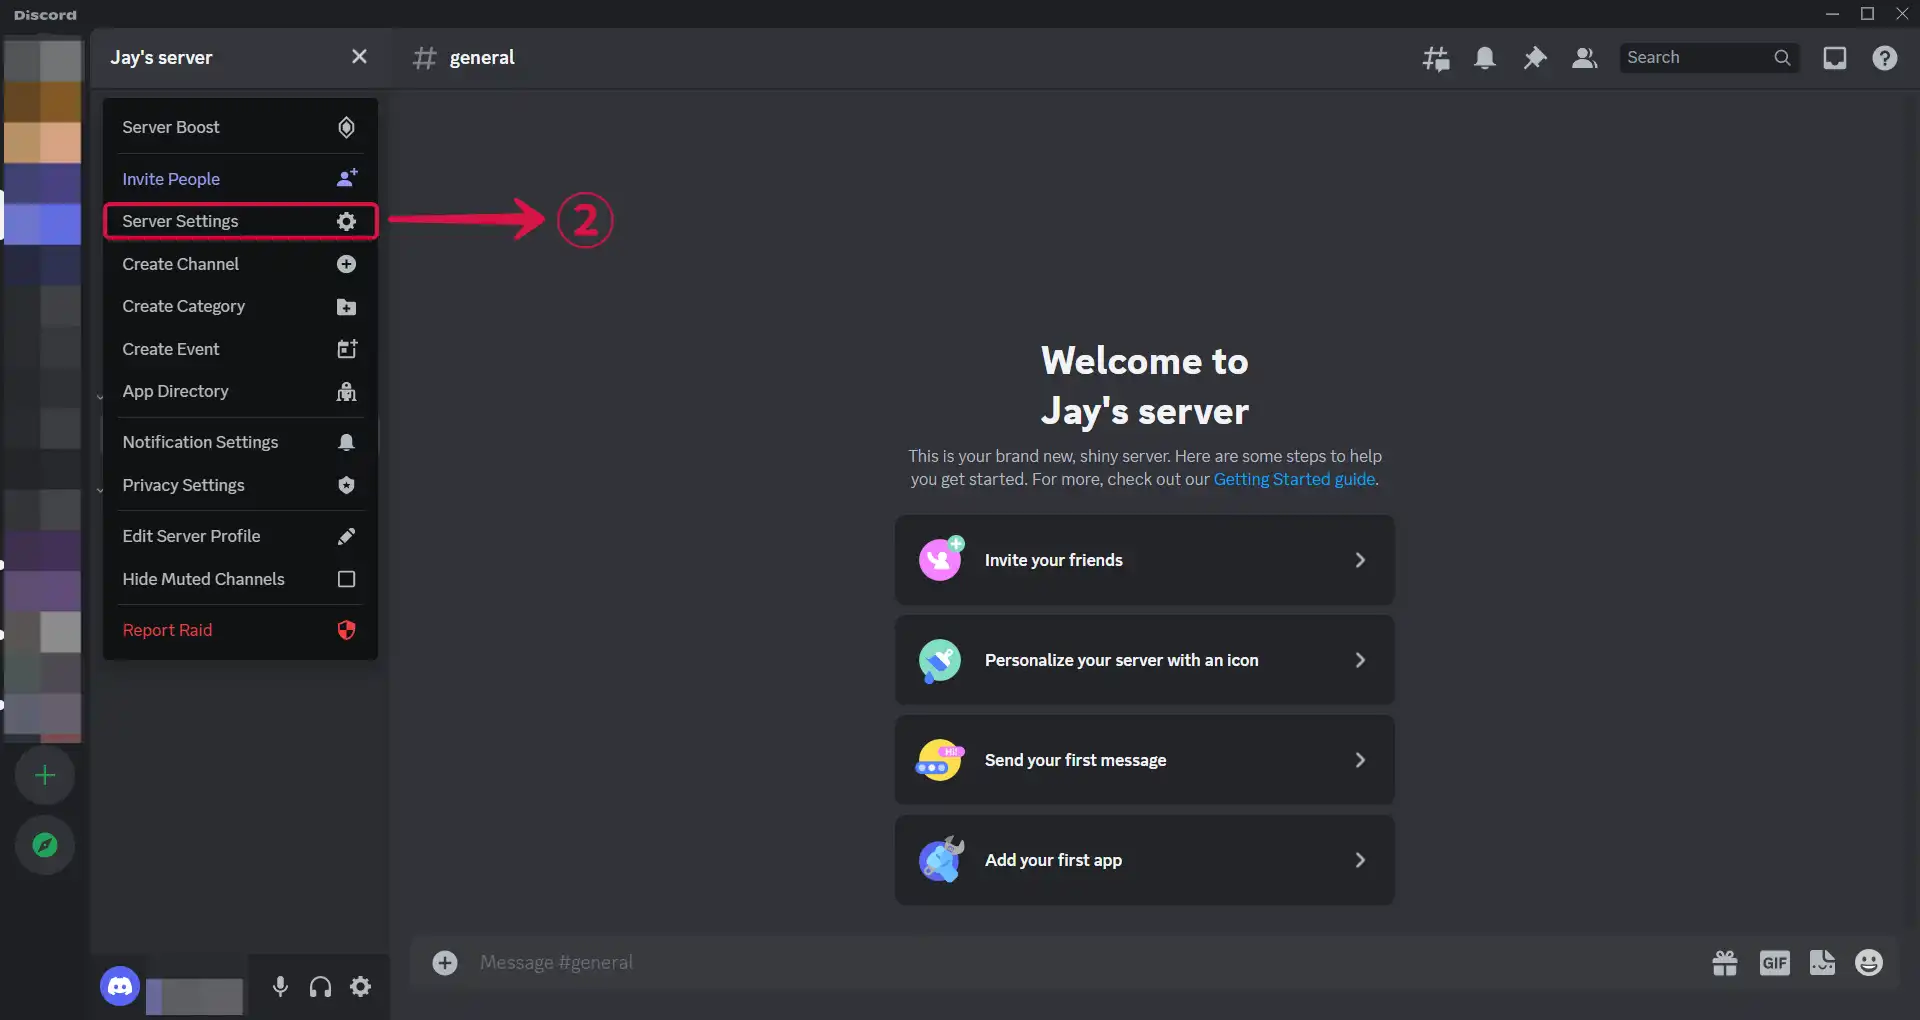 Discord
Jay's server
general
Search
Server Boost
Invite People
Server Settings
2
Create Channel
Create Category
Create Event
App Directory
Notification Settings
Privacy Settings
Edit Server Profile
Hide Muted Channels
Report Raid
Welcome to
Jay's server
This is your brand new, shiny server. Here are some steps to help
you get started. For more, check out our Getting Started guide.
Invite your friends
Personalize your server with an icon
Hi!
Send your first message
Add your first app
Message #general
GIF